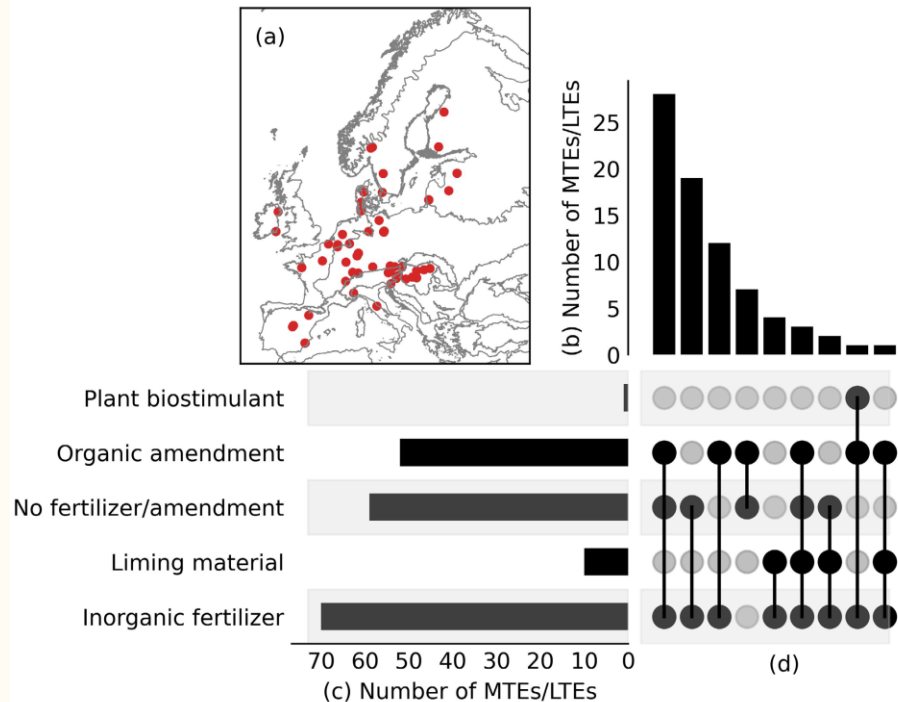 (a)
(b) Number of MTEs/LTEs
25
20
15
10
5
0
Plant biostimulant
Organic amendment
No fertilizer/amendment
Liming material
Inorganic fertilizer
70 60 50 40 30 20 10 0
(c) Number of MTEs/LTEs
(d)